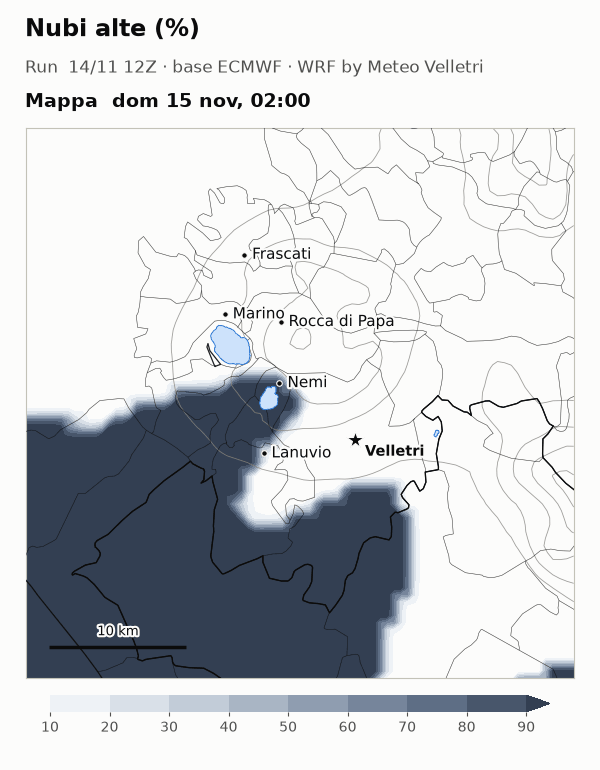 Nubi alte (%)
Run  14/11 12Z · base ECMWF · WRF by Meteo Velletri
Mappa  dom 15 nov, 02:00
Frascati
Marino
Rocca di Papa
Nemi
Velletri
Lanuvio
10 km
10 20 30 40 50 60 70 80 90